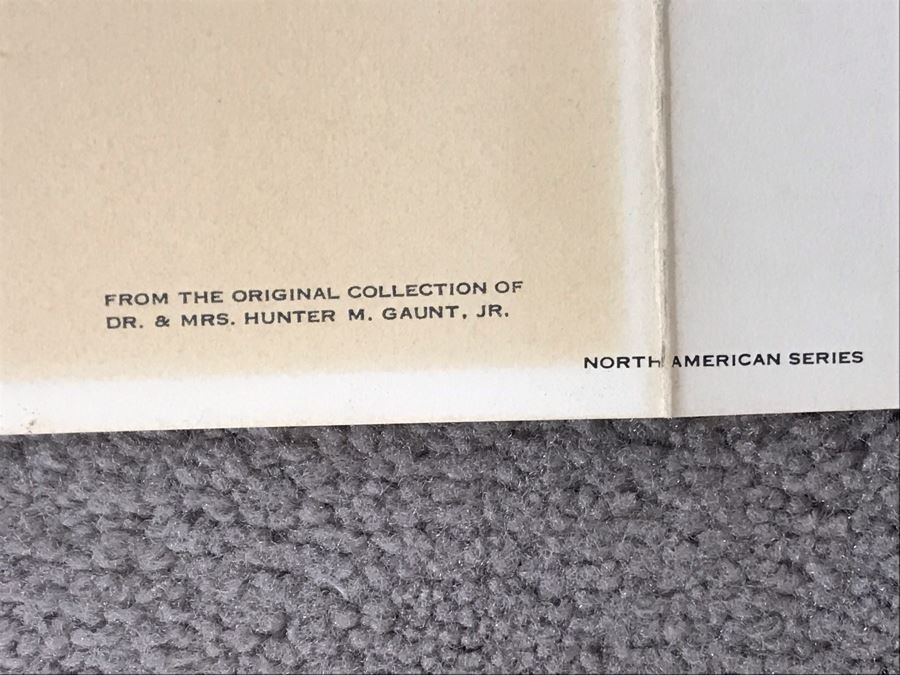 FROM THE ORIGINAL COLLECTION OF
DR. & MRS. HUNTER M. GAUNT, JR.
NORTH AMERICAN SERIES